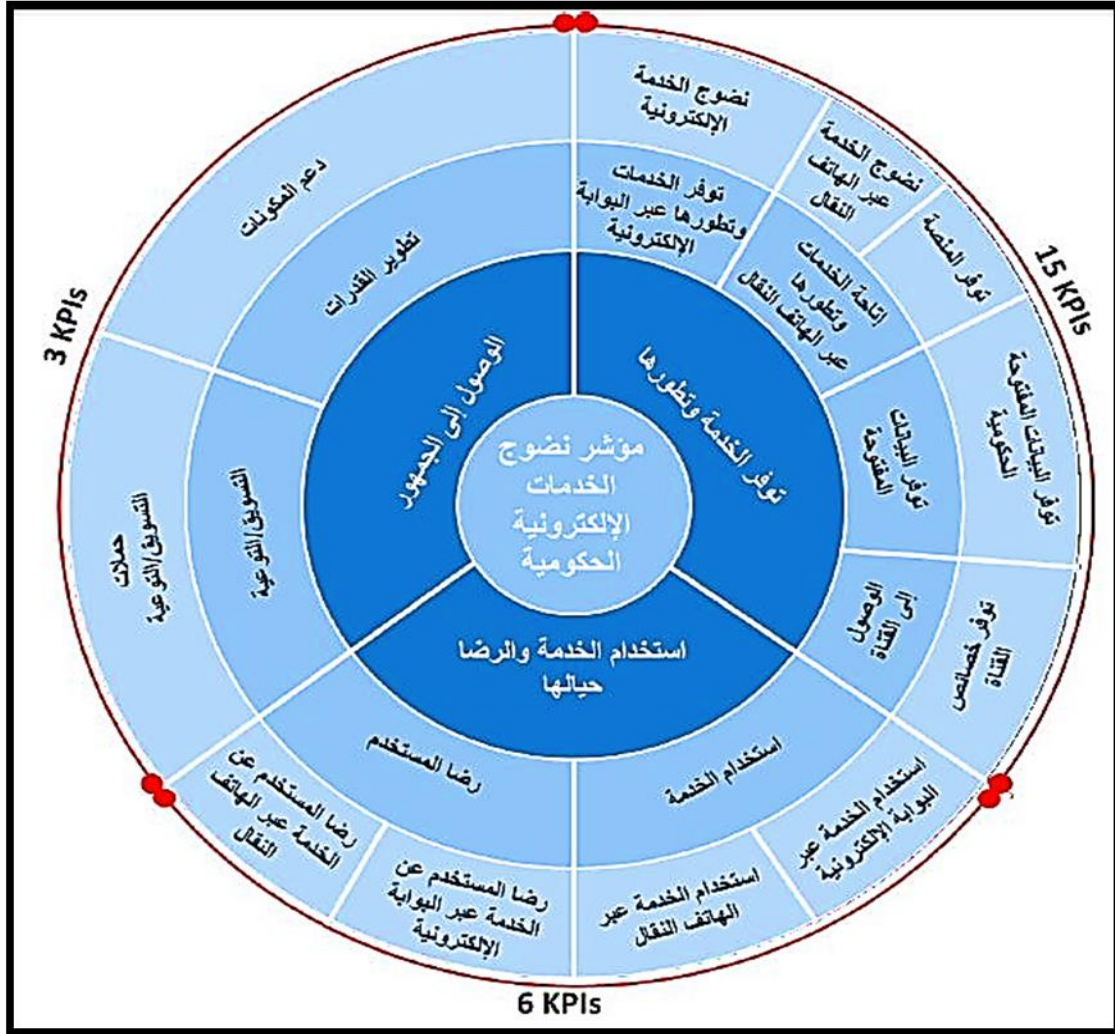 مؤشر نضوج
الخدمات
الإلكترونية
الحكومية
توفر الخدمة وتطورها
استخدام الخدمة والرضا
حيالها
الوصول إلى الجمهور
توفر الخدمات
وتطورها عبر البوابة
الإلكترونية
إتاحة الخدمات
وتطورها
عبر الهاتف النقال
توفر البيانات
المفتوحة
الوصول
إلى القناة
استخدام الخدمة
رضا المستخدم
التسويق/التوعية
تطوير القدرات
نضوج الخدمة
الإلكترونية
نضوج الخدمة
عبر الهاتف
النقال
توفر المنصة
توفر البيانات المفتوحة
الحكومية
توفر خصائص
القناة
استخدام الخدمة عبر
البوابة الإلكترونية
استخدام الخدمة عبر
الهاتف النقال
رضا المستخدم عن
الخدمة عبر البوابة
الإلكترونية
رضا المستخدم عن
الخدمة عبر الهاتف
النقال
حملات
التسويق/التوعية
دعم المكونات
15 KPIs
6 KPIs
3 KPIs